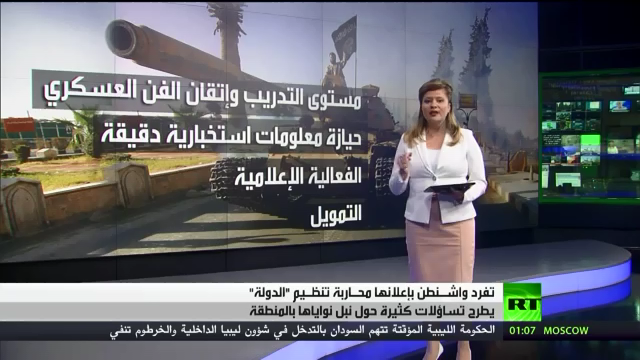 مستوى التدريب وإتقان الفن العسكري
حيازة معلومات استخبارية دقيقة
الفعالية الإعلامية
التمويل
تفرد واشنطن بإعلانها محاربة تنظيم "الدولة"
يطرح تساؤلات كثيرة حول نبل نواياها بالمنطقة
RT
01:07 MOSCOW
الحكومة الليبية المؤقتة تتهم السودان بالتدخل في شؤون ليبيا الداخلية والخرطوم تنفي